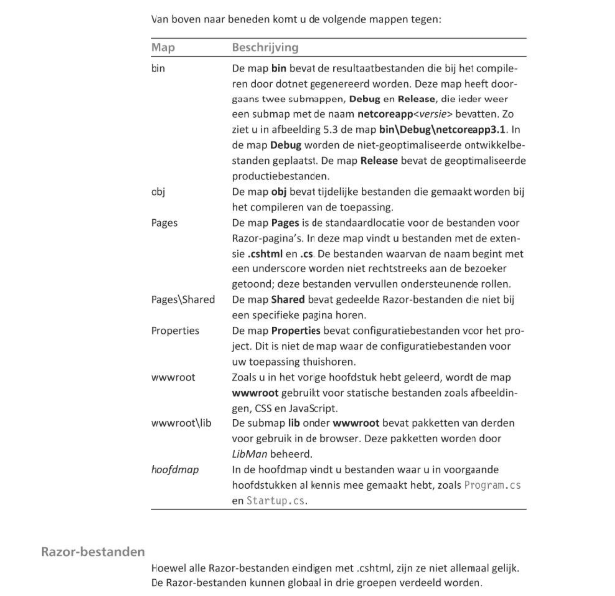 Van boven naar beneden komt u de volgende mappen tegen:
Map Beschrijving
bin De map bin bevat de resultaatbestanden die bij het compile-
ren door dotnet gegenereerd worden. Deze map heeft door-
gaans twee submappen, Debug en Release, die ieder weer
een submap met de naam netcoreapp<versie> bevatten. Zo
ziet u in afbeelding 5.3 de map bin\Debug\netcoreapp3.1. In
de map Debug worden de niet-geoptimaliseerde ontwikkelbe-
standen geplaatst. De map Release bevat de geoptimaliseerde
productiebestanden.
obj De map obj bevat tijdelijke bestanden die gemaakt worden bij
het compileren van de toepassing.
Pages De map Pages is de standaardlocatie voor de bestanden voor
Razor-pagina's. In deze map vindt u bestanden met de exten-
sie .cshtml en .cs. De bestanden waarvan de naam begint met
een underscore worden niet rechtstreeks aan de bezoeker
getoond; deze bestanden vervullen ondersteunende rollen.
Pages\Shared De map Shared bevat gedeelde Razor-bestanden die niet bij
een specifieke pagina horen.
Properties De map Properties bevat configuratiebestanden voor het pro-
ject. Dit is niet de map waar de configuratiebestanden voor
uw toepassing thuishoren.
wwwroot Zoals u in het vorige hoofdstuk hebt geleerd, wordt de map
wwwroot gebruikt voor statische bestanden zoals afbeeldin-
gen, CSS en JavaScript.
wwwroot\lib De submap lib onder wwwroot bevat pakketten van derden
voor gebruik in de browser. Deze pakketten worden door
LibMan beheerd.
hoofdmap In de hoofdmap vindt u bestanden waar u in voorgaande
hoofdstukken al kennis mee gemaakt hebt, zoals Program.cs
en Startup.cs.
Razor-bestanden
Hoewel alle Razor-bestanden eindigen met .cshtml, zijn ze niet allemaal gelijk.
De Razor-bestanden kunnen globaal in drie groepen verdeeld worden.